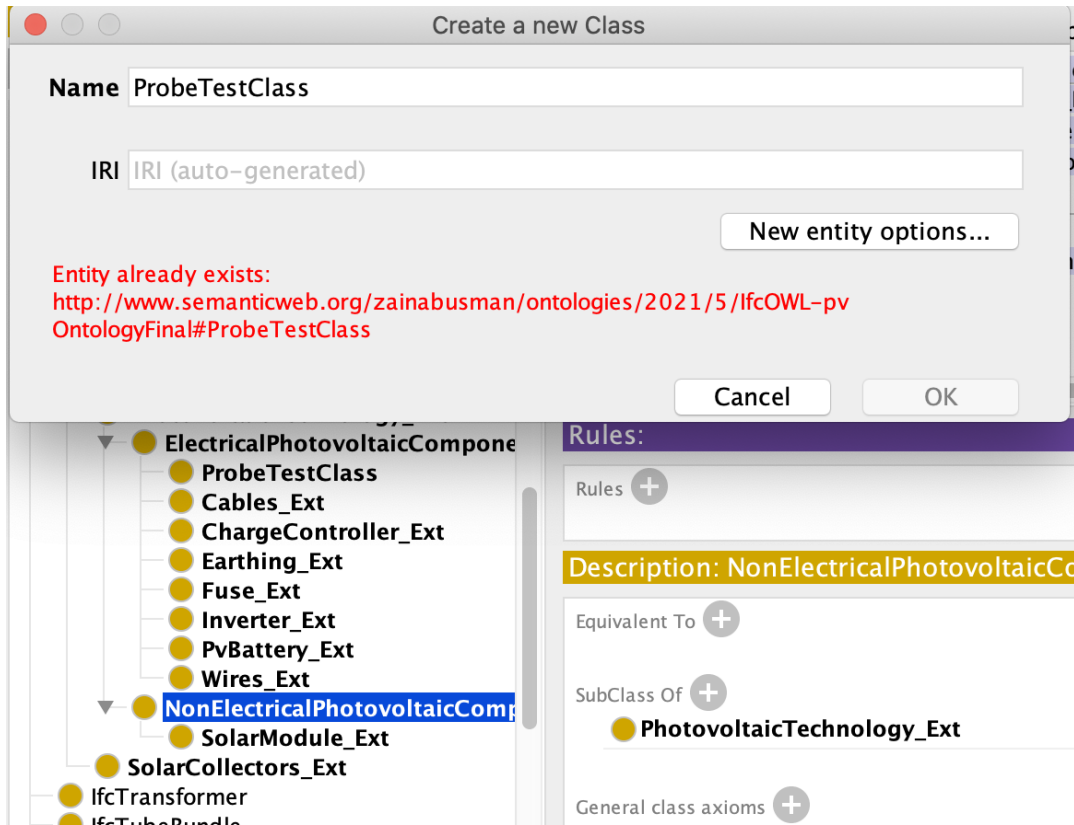 Create a new Class
Name ProbeTestClass
IRI IRI (auto-generated)
New entity options...
Entity already exists:
http://www.semanticweb.org/zainabusman/ontologies/2021/5/IfcOWL-pv
OntologyFinal#ProbeTestClass
Cancel OK
ElectricalPhotovoltaicCompone
ProbeTestClass
Cables_Ext
ChargeController_Ext
Earthing_Ext
Fuse_Ext
Inverter_Ext
PvBattery_Ext
Wires_Ext
NonElectricalPhotovoltaicComp
SolarModule_Ext
SolarCollectors_Ext
IfcTransformer
IfcTubeBundle
Rules:
Rules
Description: NonElectricalPhotovoltaicCo
Equivalent To
SubClass Of
PhotovoltaicTechnology_Ext
General class axioms